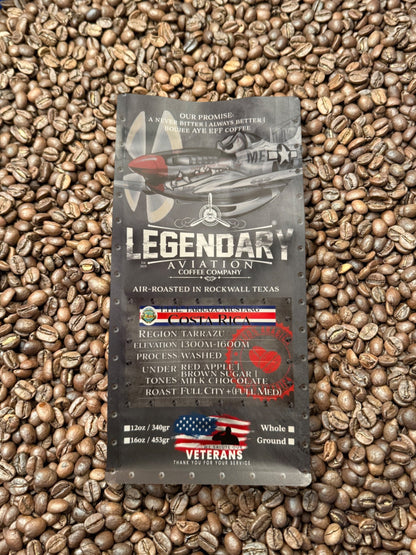 OUR PROMISE:
A NEVER BITTER | ALWAYS BETTER |
BOUJEE AYE EFF COFFEE
ME
LEGENDARY
AVIATION
COFFEE COMPANY
AIR-ROASTED IN ROCKWALL TEXAS
COSTA RICA
REGION TARRAZU
ELEVATION 1300M-1600M
PROCESS WASHED
UNDER TONES RED APPLE |
BROWN SUGAR |
MILK CHOCOLATE
ROAST FULL CITY +(FULL MED)
12oz / 340gr
Whole
16oz / 453gr
Ground
VETERANS
THANK YOU FOR YOUR SERVICE